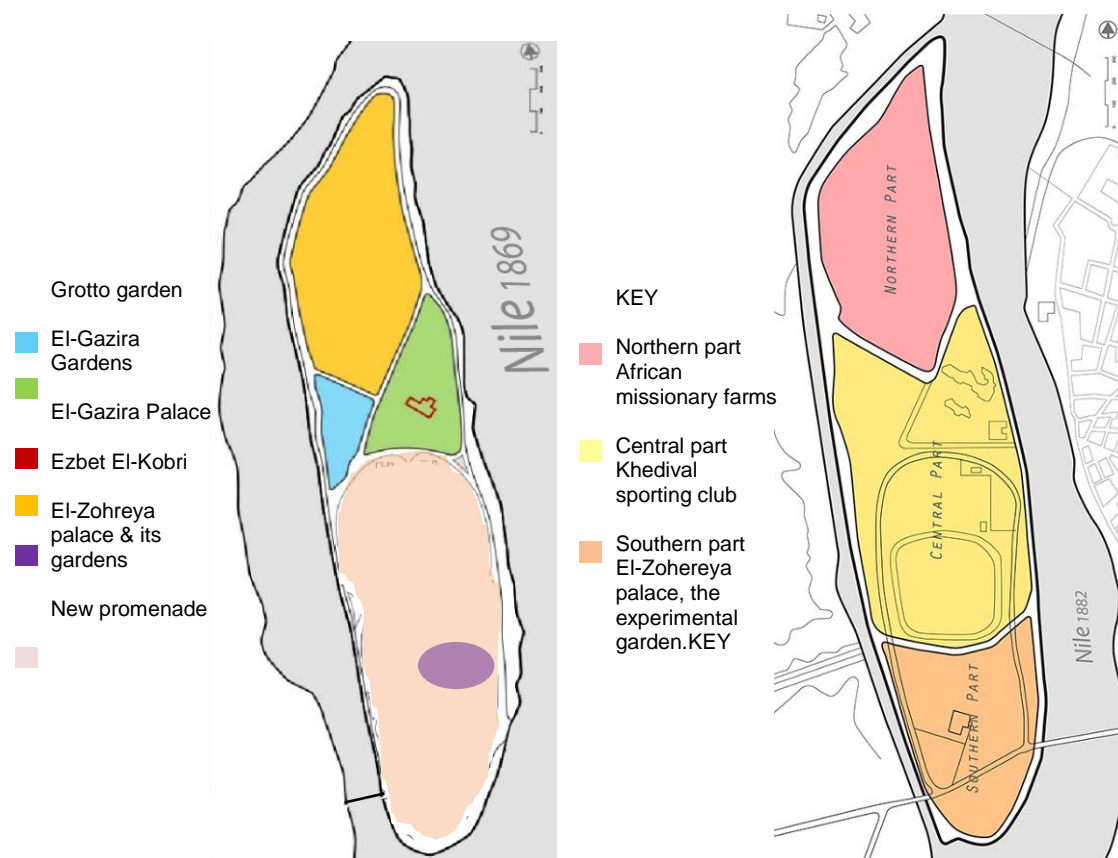 Grotto garden
El-Gazira
Gardens
El-Gazira Palace
Ezbet El-Kobri
El-Zohreya
palace & its
gardens
New promenade
Nile 1869
KEY
Northern part
African
missionary farms
Central part
Khedival
sporting club
Southern part
El-Zohereya
palace, the
experimental
garden.KEY
NORTHERN PART
CENTRAL PART
SOUTHERN PART
Nile 1882